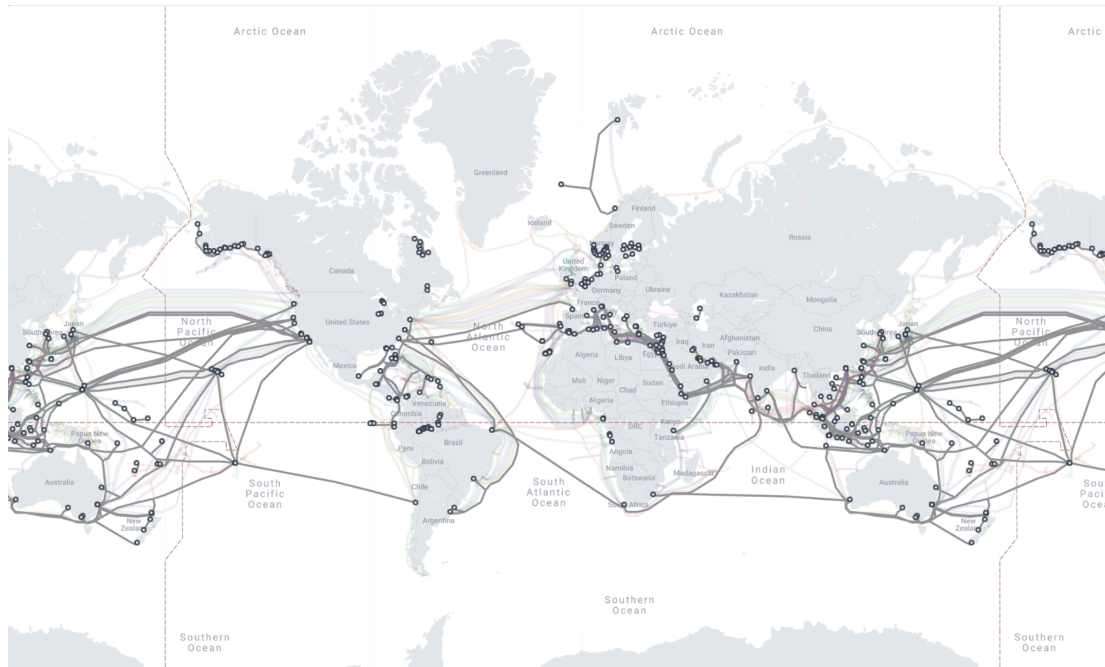 Arctic Ocean
Arctic Ocean
Arctic
Greenland
Iceland
Finland
Sweden
Norway
Russia
Canada
United
Kingdom
Poland
Germany
Ukraine
Kazakhstan
Mongolia
France
Spain
Türkiye
Japan
South Korea
North
Pacific
Ocean
United States
North
Atlantic
Ocean
Algeria
Libya
Egypt
Iraq
Iran
Afghanistan
Pakistan
Saudi Arabia
China
Japan
South Korea
North
Pacific
Ocean
Mexico
Mali
Niger
Chad
Sudan
India
Thailand
Venezuela
Colombia
Nigeria
Ethiopia
Kenya
DRC
Tanzania
Papua New
Guinea
Peru
Brazil
Angola
Papua New
Guinea
Bolivia
Namibia
Botswana
Madagascar
Indian
Ocean
Australia
South
Pacific
Ocean
Chile
South
Atlantic
Ocean
South Africa
Australia
Argentina
New
Zealand
New
Zealand
Southern
Ocean
Southern
Ocean
Southern
Ocean